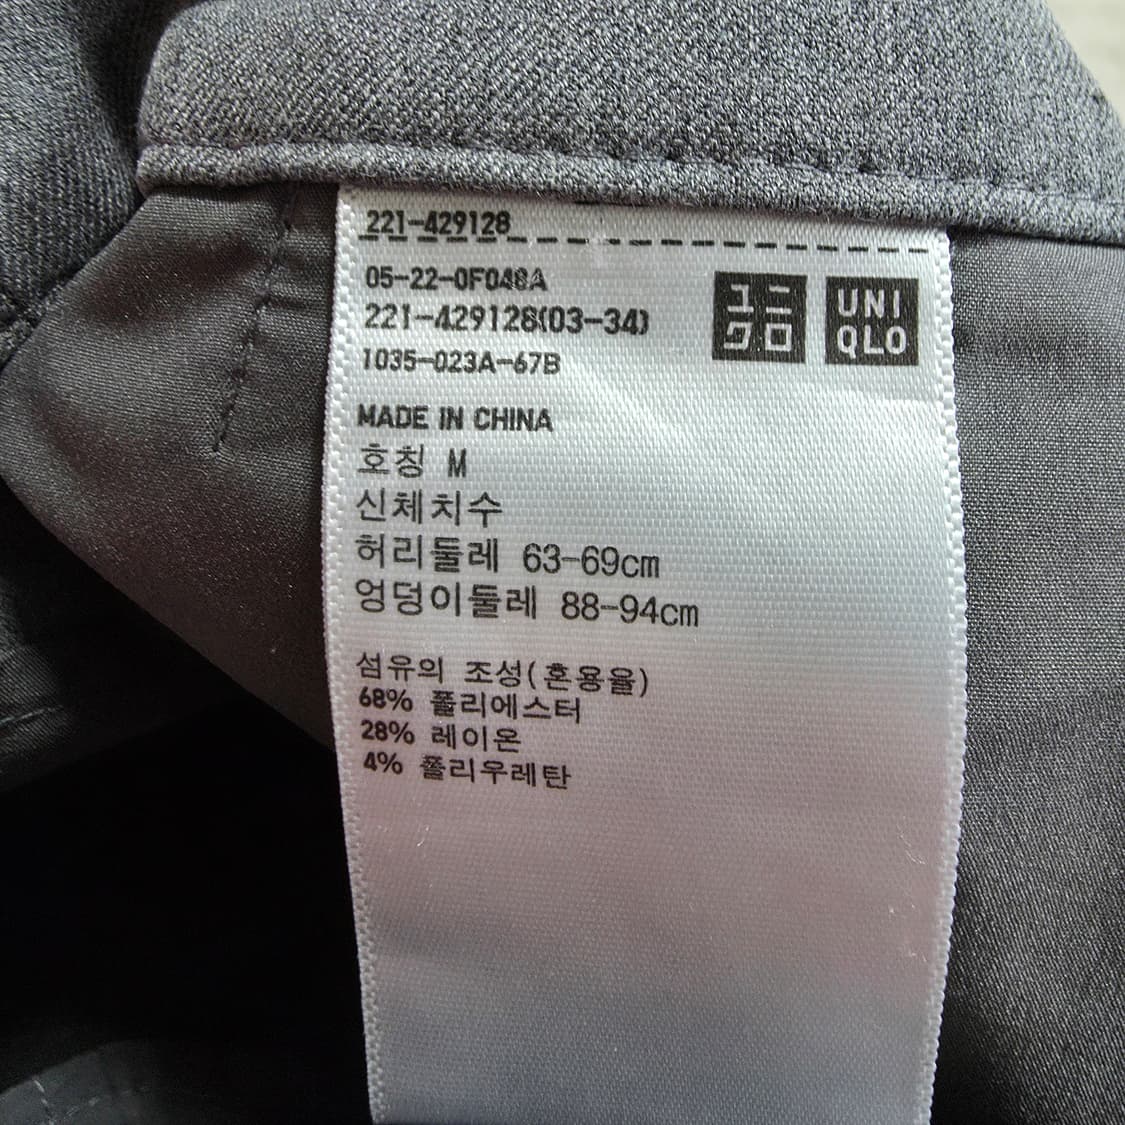 221-429128
05-22-0F048A
221-429128(03-34)
1035-023A-67B
ユニ
クロ
UNI
QLO
MADE IN CHINA
호칭 M
신체치수
허리둘레 63-69cm
엉덩이둘레 88-94cm
섬유의 조성(혼용율)
68% 폴리에스터
28% 레이온
4% 폴리우레탄